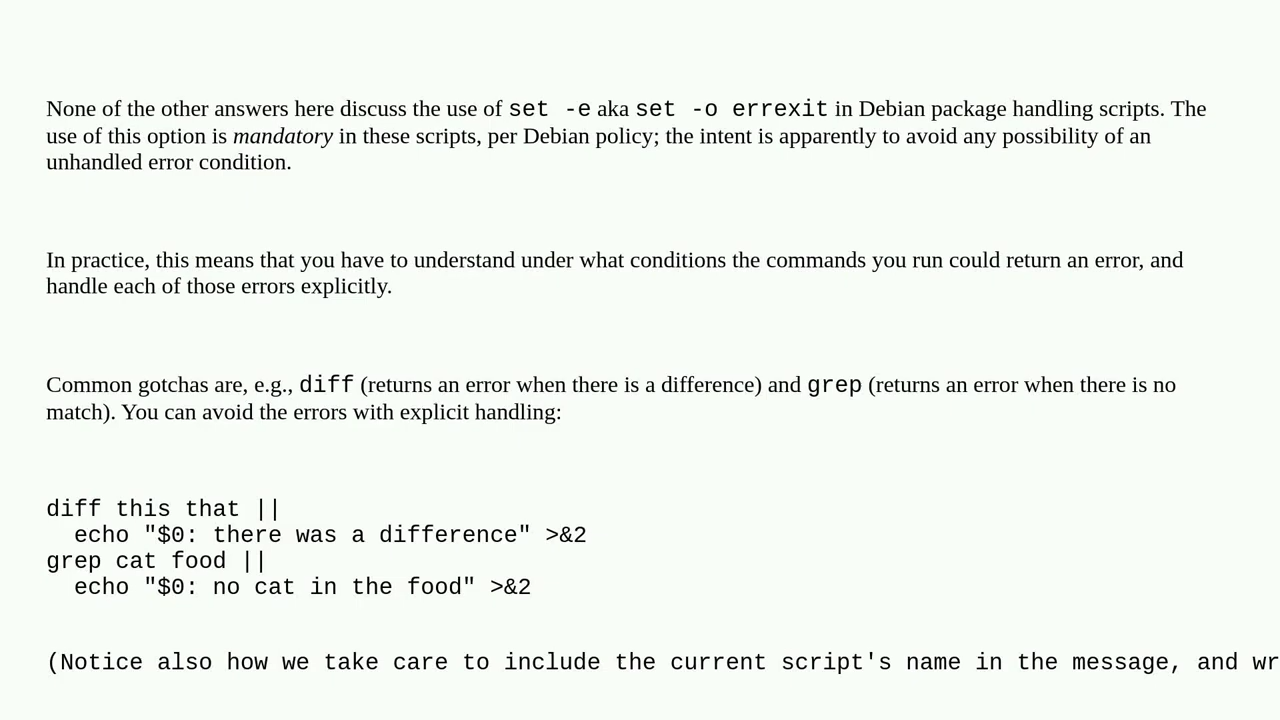 None of the other answers here discuss the use of set -e aka set -o errexit in Debian package handling scripts. The
use of this option is mandatory in these scripts, per Debian policy; the intent is apparently to avoid any possibility of an
unhandled error condition.
In practice, this means that you have to understand under what conditions the commands you run could return an error, and
handle each of those errors explicitly.
Common gotchas are, e.g., diff (returns an error when there is a difference) and grep (returns an error when there is no
match). You can avoid the errors with explicit handling:
diff this that ||
  echo "$0: there was a difference" >&2
grep cat food ||
  echo "$0: no cat in the food" >&2
(Notice also how we take care to include the current script's name in the message, and